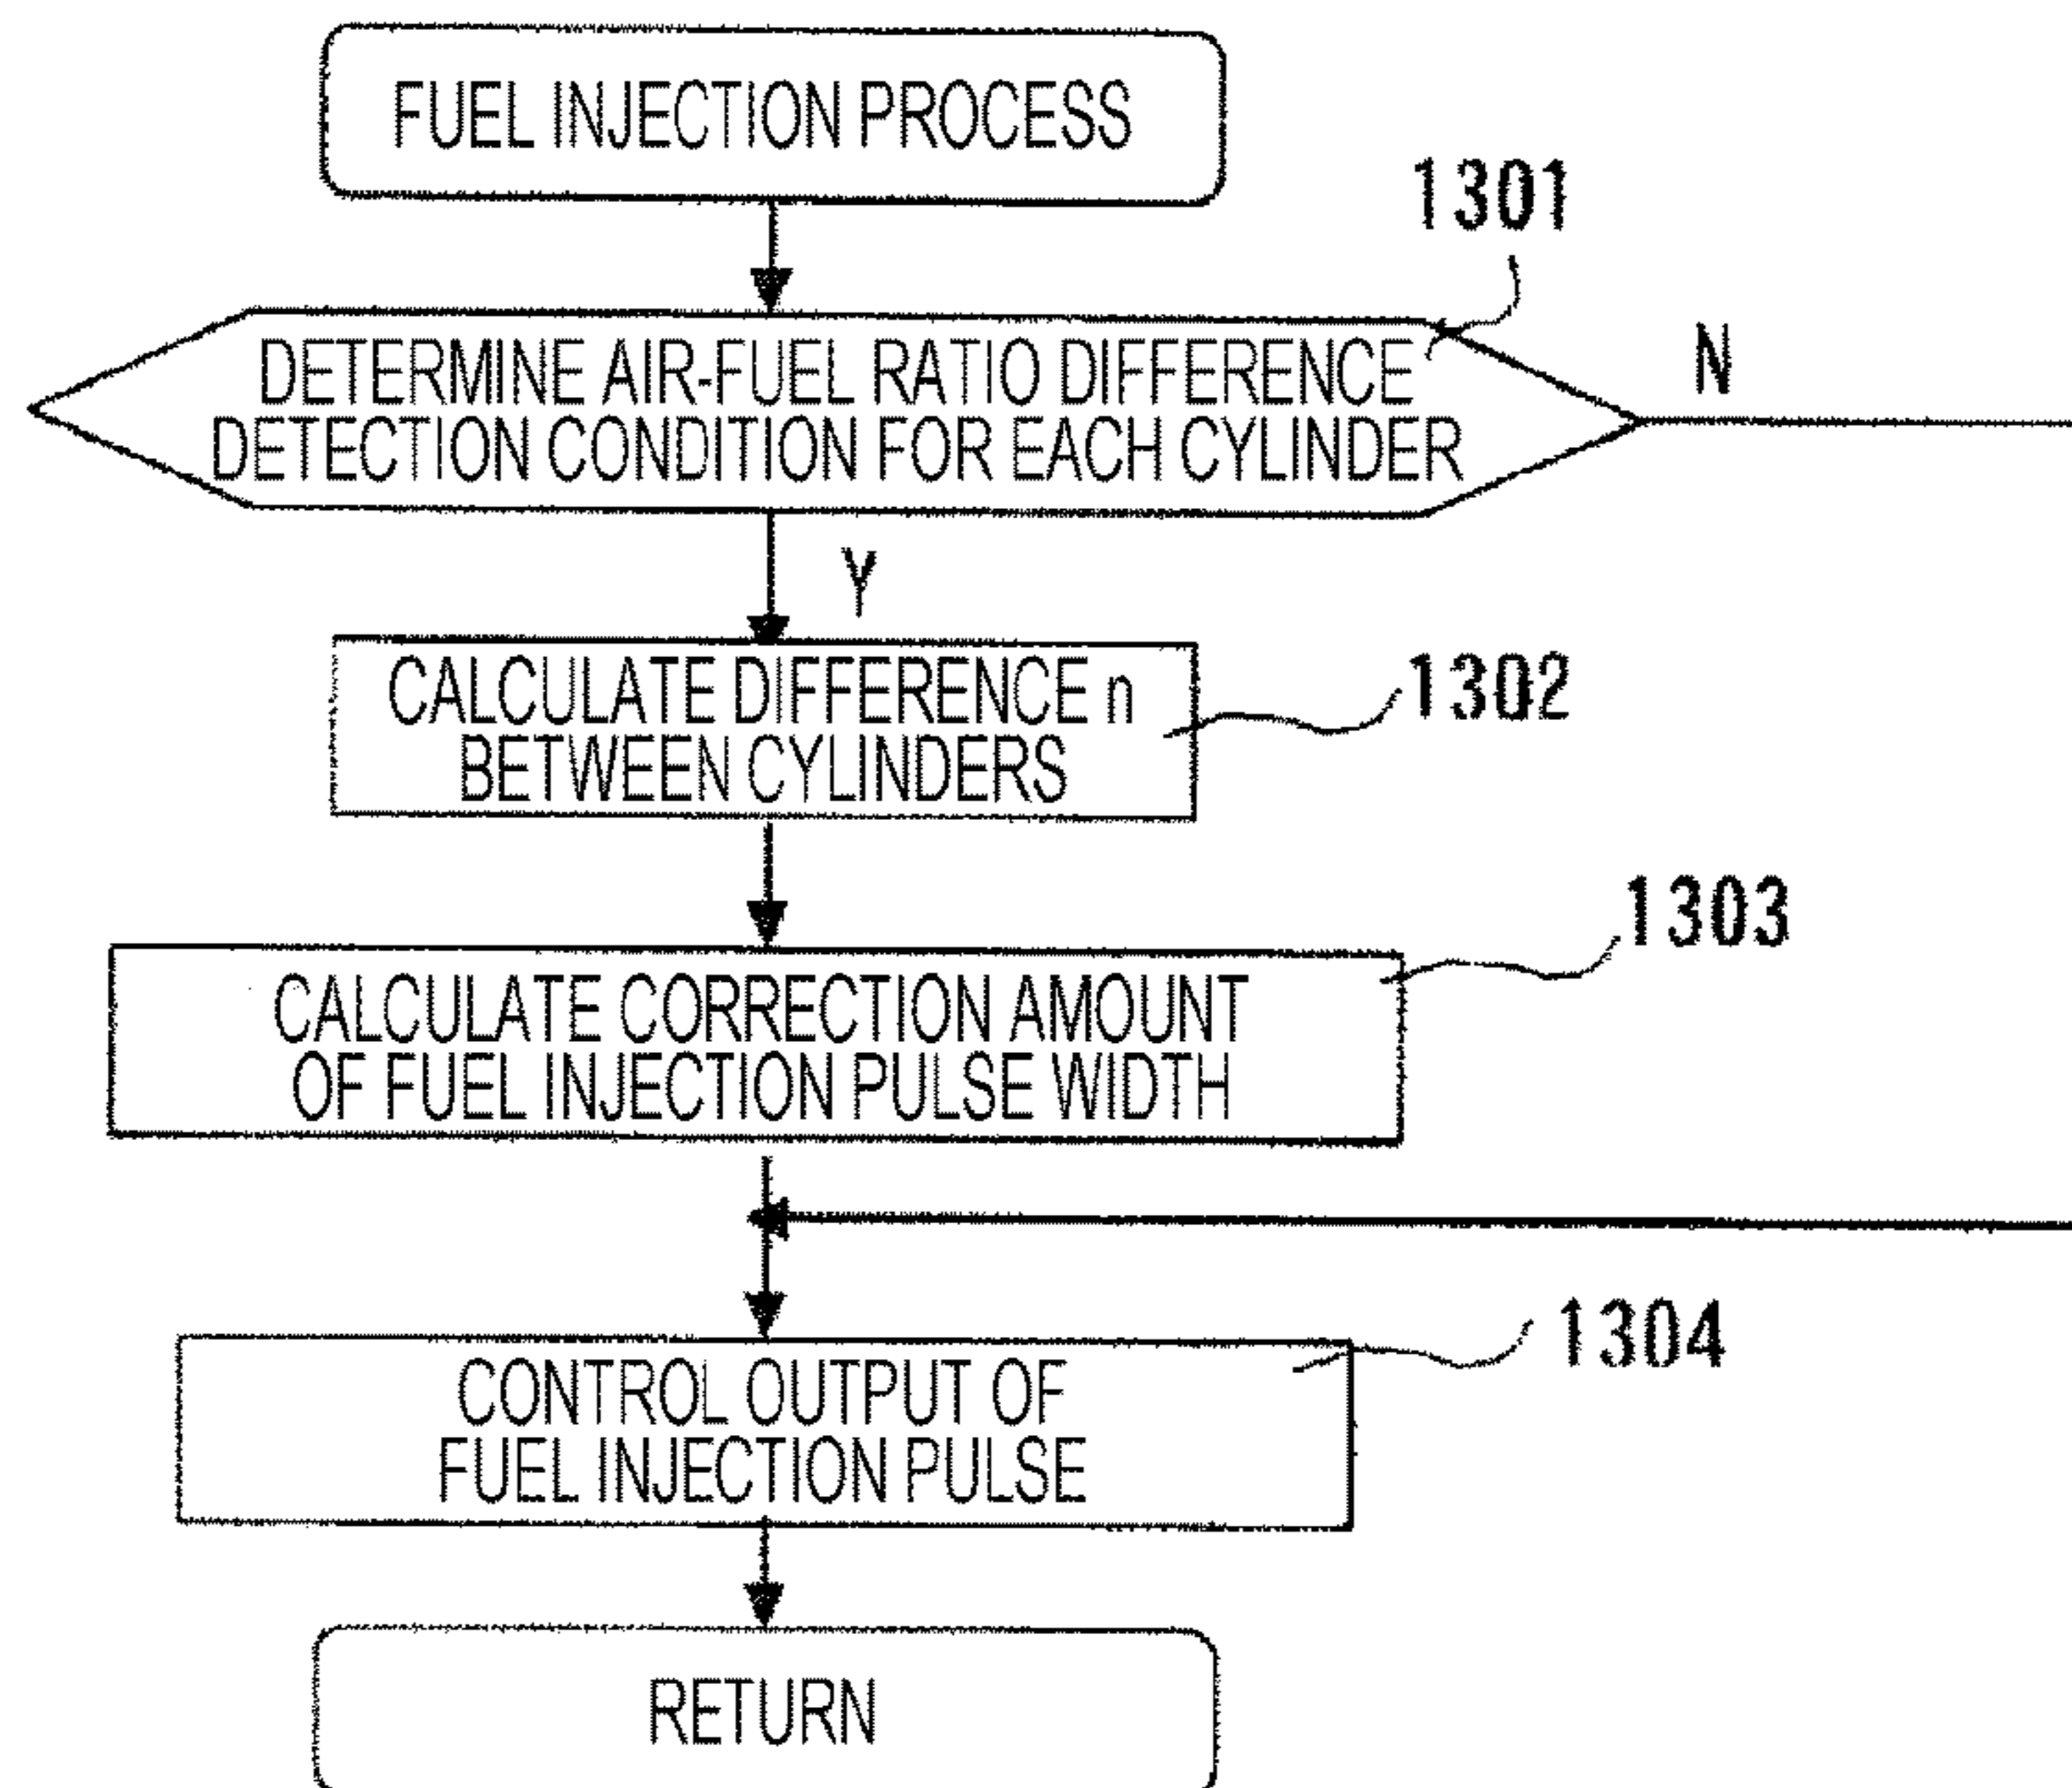 FUEL INJECTION PROCESS
1301
DETERMINE AIR-FUEL RATIO DIFFERENCE
DETECTION CONDITION FOR EACH CYLINDER
N
Y
CALCULATE DIFFERENCE n
BETWEEN CYLINDERS
1302
1303
CALCULATE CORRECTION AMOUNT
OF FUEL INJECTION PULSE WIDTH
1304
CONTROL OUTPUT OF
FUEL INJECTION PULSE
RETURN